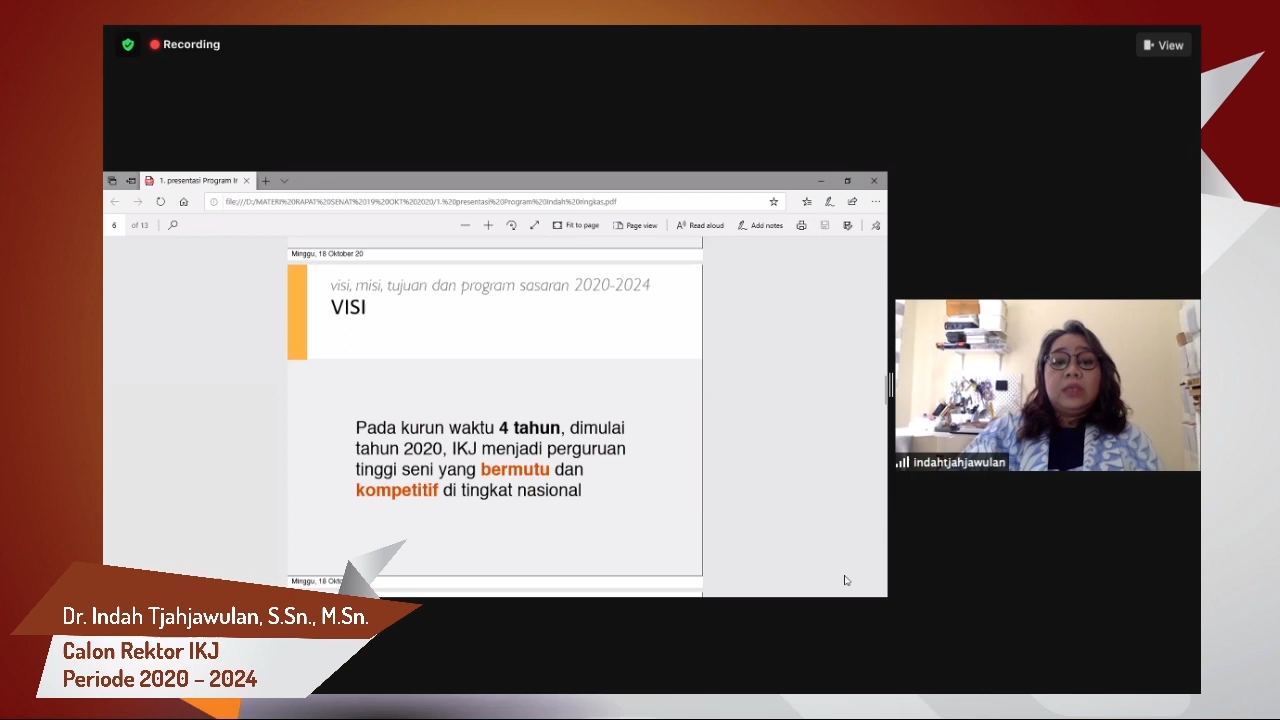 Recording
View
1. presentasi Program Ir
file:///D:/MATERI%20RAPAT%20SENAT%2019%20OKT%202020/1.%20presentasi%20Program%20Indah%20ringkas.pdf
6 of 13
Fit to page
Page view
Read aloud
Add notes
Minggu, 18 Oktober 20
visi, misi, tujuan dan program sasaran 2020-2024
VISI
Pada kurun waktu 4 tahun, dimulai
tahun 2020, IKJ menjadi perguruan
tinggi seni yang bermutu dan
kompetitif di tingkat nasional
Minggu, 18 Okto
indahtjahjawulan
Dr. Indah Tjahjawulan, S.Sn., M.Sn.
Calon Rektor IKJ
Periode 2020 – 2024